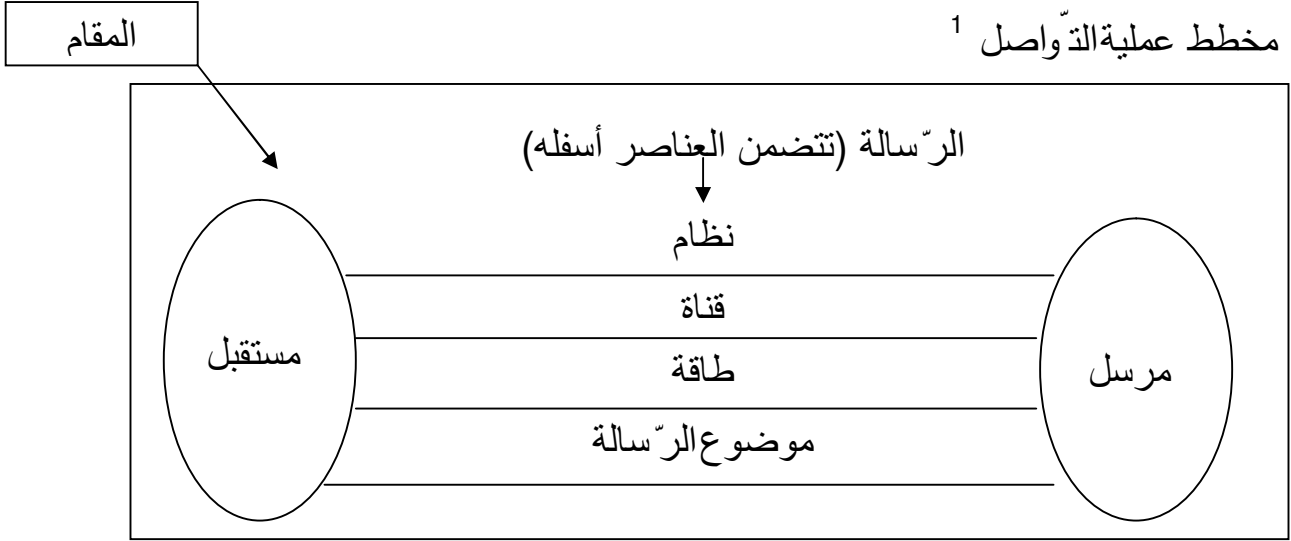 مخطط عملية التّواصل 1
المقام
الرّسالة (تتضمن العناصر أسفله)
نظام
قناة
طاقة
موضوع الرّسالة
مرسل
مستقبل